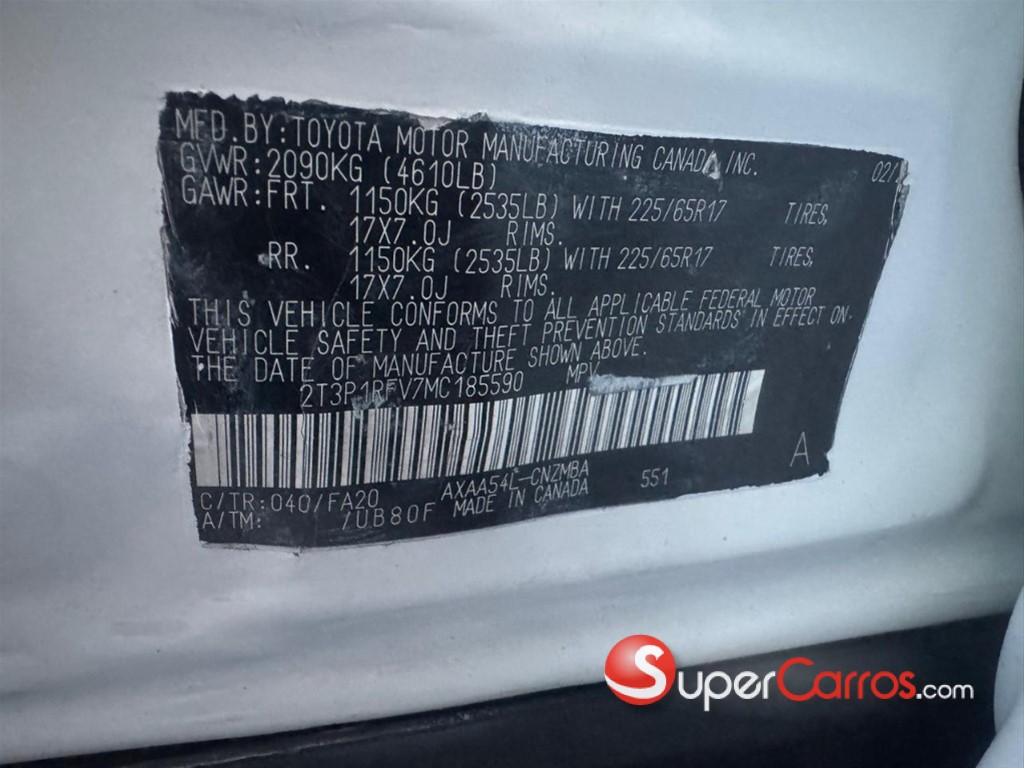 MFD.BY:TOYOTA MOTOR MANUFACTURING CANADA, INC. 02/
GVWR:2090KG (4610LB)
GAWR:FRT. 1150KG (2535LB) WITH 225/65R17 TIRES,
17X7.0J RIMS.
RR. 1150KG (2535LB) WITH 225/65R17 TIRES,
17X7.0J RIMS.
THIS VEHICLE CONFORMS TO ALL APPLICABLE FEDERAL MOTOR
VEHICLE SAFETY AND THEFT PREVENTION STANDARDS IN EFFECT ON
THE DATE OF MANUFACTURE SHOWN ABOVE.
2T3P1RFV7MC185590 MPV
A
C/TR:040/FA20 AXAA54L-CNZMBA 551
A/TM: /UB80F MADE IN CANADA
SuperCarros.com